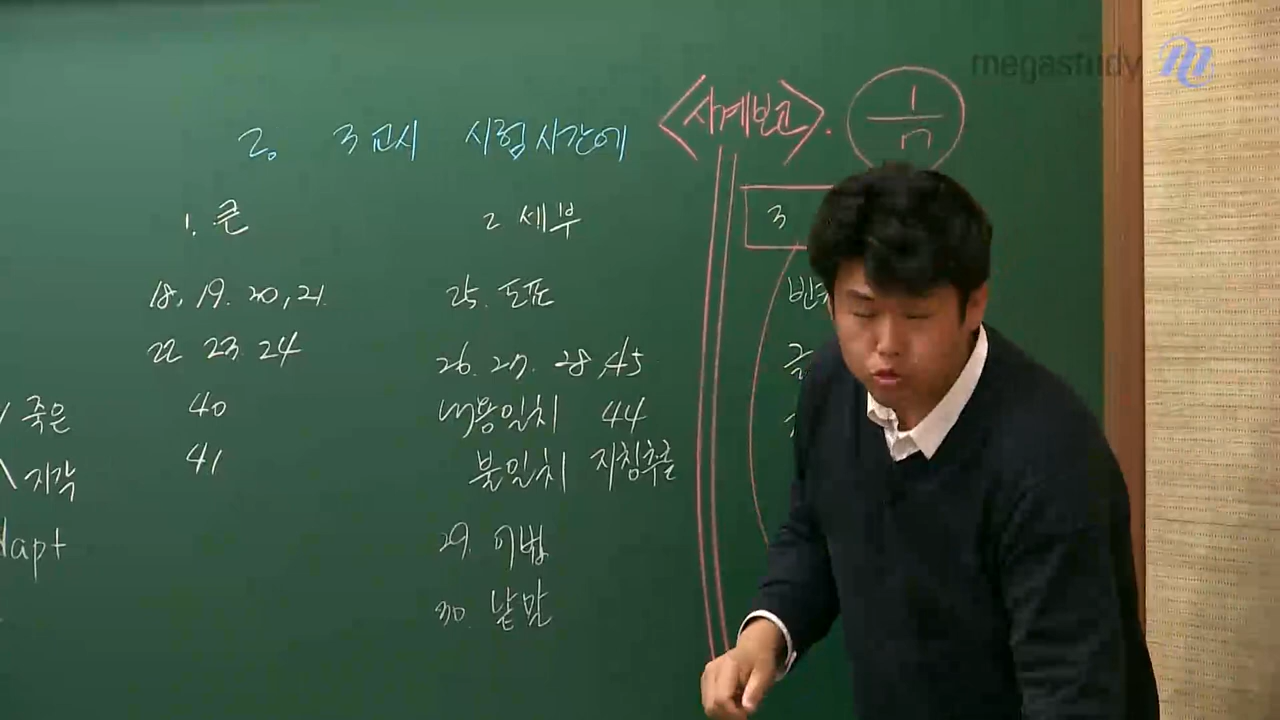 megastudy
2. 3교시 시험시간에 <사계보고>. 1/n
1. 큰
2 세부
3
18, 19. 20, 21
22 23 24
40
41
죽은
지각
25. 도표
26. 27. 28, 45
내용일치 44
불일치 지칭추론
29. 어법
30. 낱말